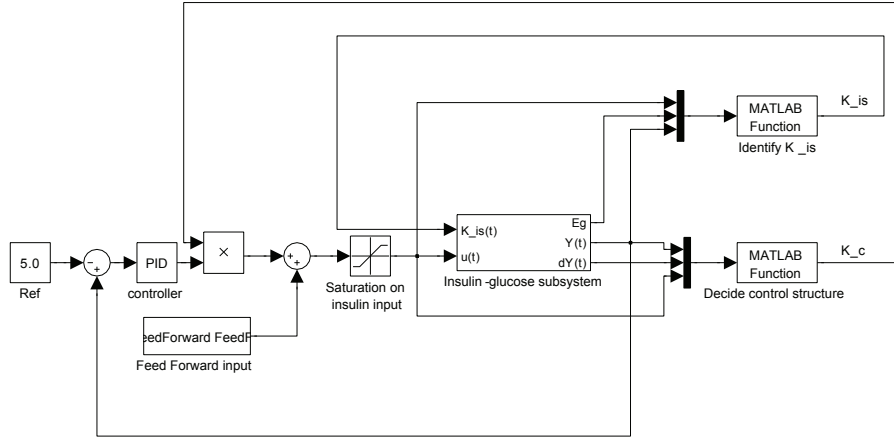 K_is
MATLAB
Function
Identify K _is
K_is(t)
u(t)
Eg
Y(t)
dY(t)
Insulin -glucose subsystem
K_c
MATLAB
Function
Decide control structure
5.0
Ref
−
+
PID
controller
×
+
+
Saturation on
insulin input
eedForward FeedF
Feed Forward input